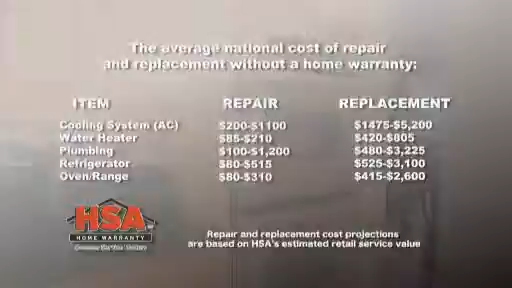 The average national cost of repair
and replacement without a home warranty:
ITEM REPAIR REPLACEMENT
Cooling System (AC) $200-$1100 $1475-$5,200
Water Heater $85-$210 $420-$805
Plumbing $100-$1,200 $480-$3,225
Refrigerator $80-$515 $525-$3,100
Oven/Range $80-$310 $415-$2,600
HSA
HOME WARRANTY
Repair and replacement cost projections
are based on HSA's estimated retail service value